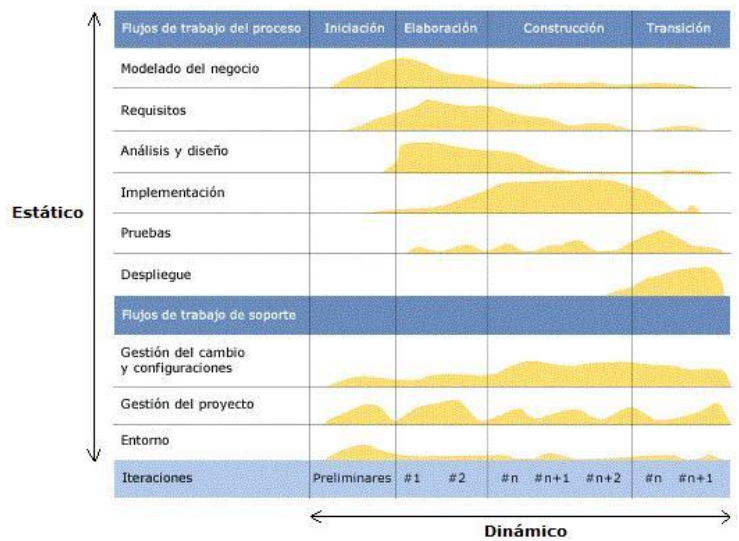 Flujos de trabajo del proceso Iniciación Elaboración Construcción Transición
Modelado del negocio
Requisitos
Análisis y diseño
Implementación
Estático
Pruebas
Despliegue
Flujos de trabajo de soporte
Gestión del cambio
y configuraciones
Gestión del proyecto
Entorno
Iteraciones Preliminares #1 #2 #n #n+1 #n+2 #n #n+1
Dinámico